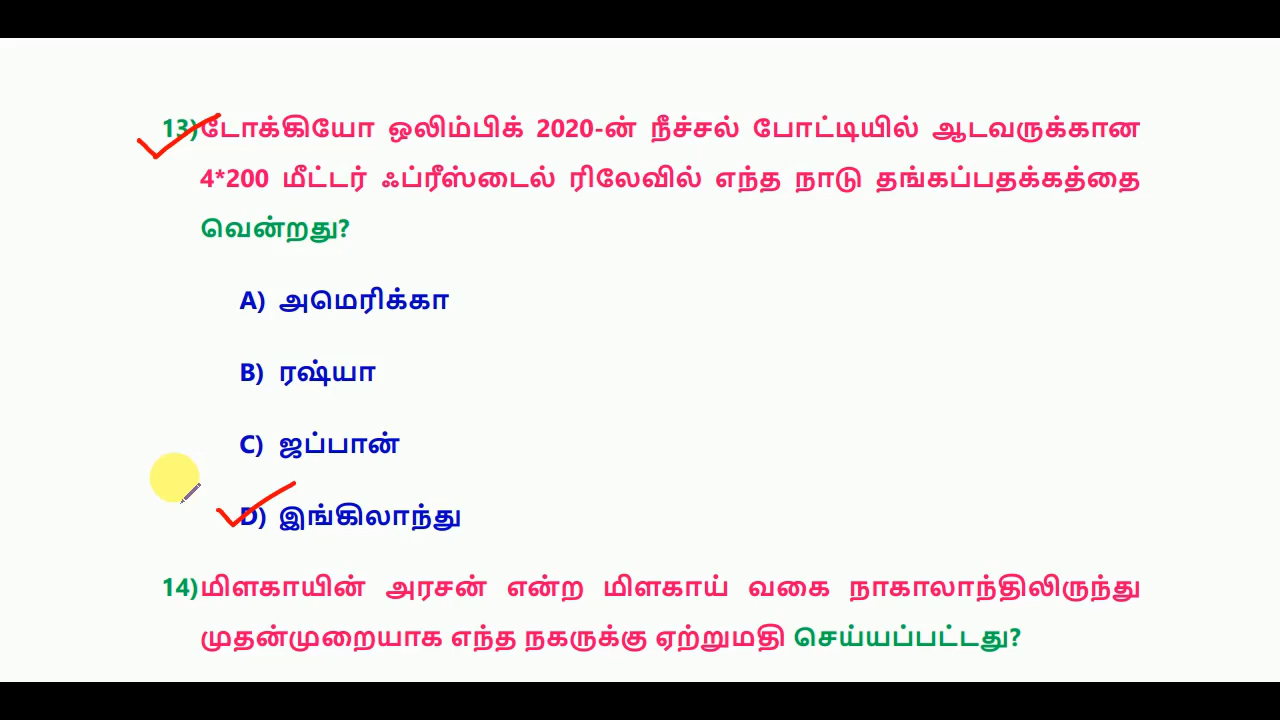 13)டோக்கியோ ஒலிம்பிக் 2020-ன் நீச்சல் போட்டியில் ஆடவருக்கான
4*200 மீட்டர் ஃப்ரீஸ்டைல் ரிலேவில் எந்த நாடு தங்கப்பதக்கத்தை
வென்றது?
A) அமெரிக்கா
B) ரஷ்யா
C) ஜப்பான்
D) இங்கிலாந்து
14)மிளகாயின் அரசன் என்ற மிளகாய் வகை நாகாலாந்திலிருந்து
முதன்முறையாக எந்த நகருக்கு ஏற்றுமதி செய்யப்பட்டது?